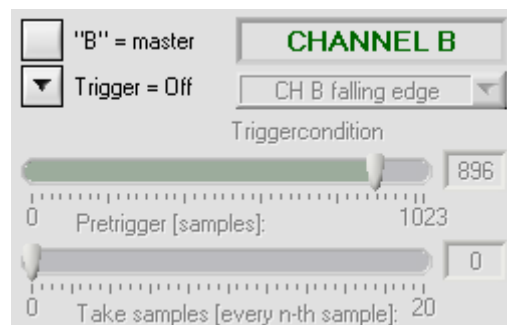 "B" = master
CHANNEL B
Trigger = Off
CH B falling edge
Triggercondition
896
0
1023
Pretrigger [samples]:
0
0
20
Take samples [every n-th sample]: